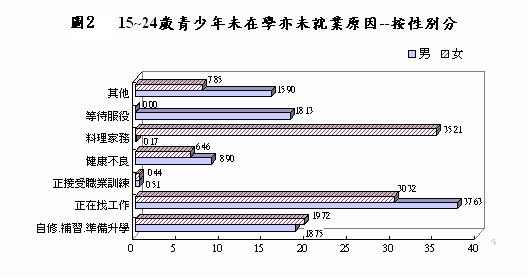 圖2 15~24歲青少年未在學亦未就業原因--按性別分
男 女
其他 7.85 15.90
等待服役 0.00 18.13
料理家務 35.21 0.17
健康不良 6.46 8.90
正接受職業訓練 0.44 0.51
正在找工作 30.32 37.63
自修.補習.準備升學 19.72 18.75
0 5 10 15 20 25 30 35 40